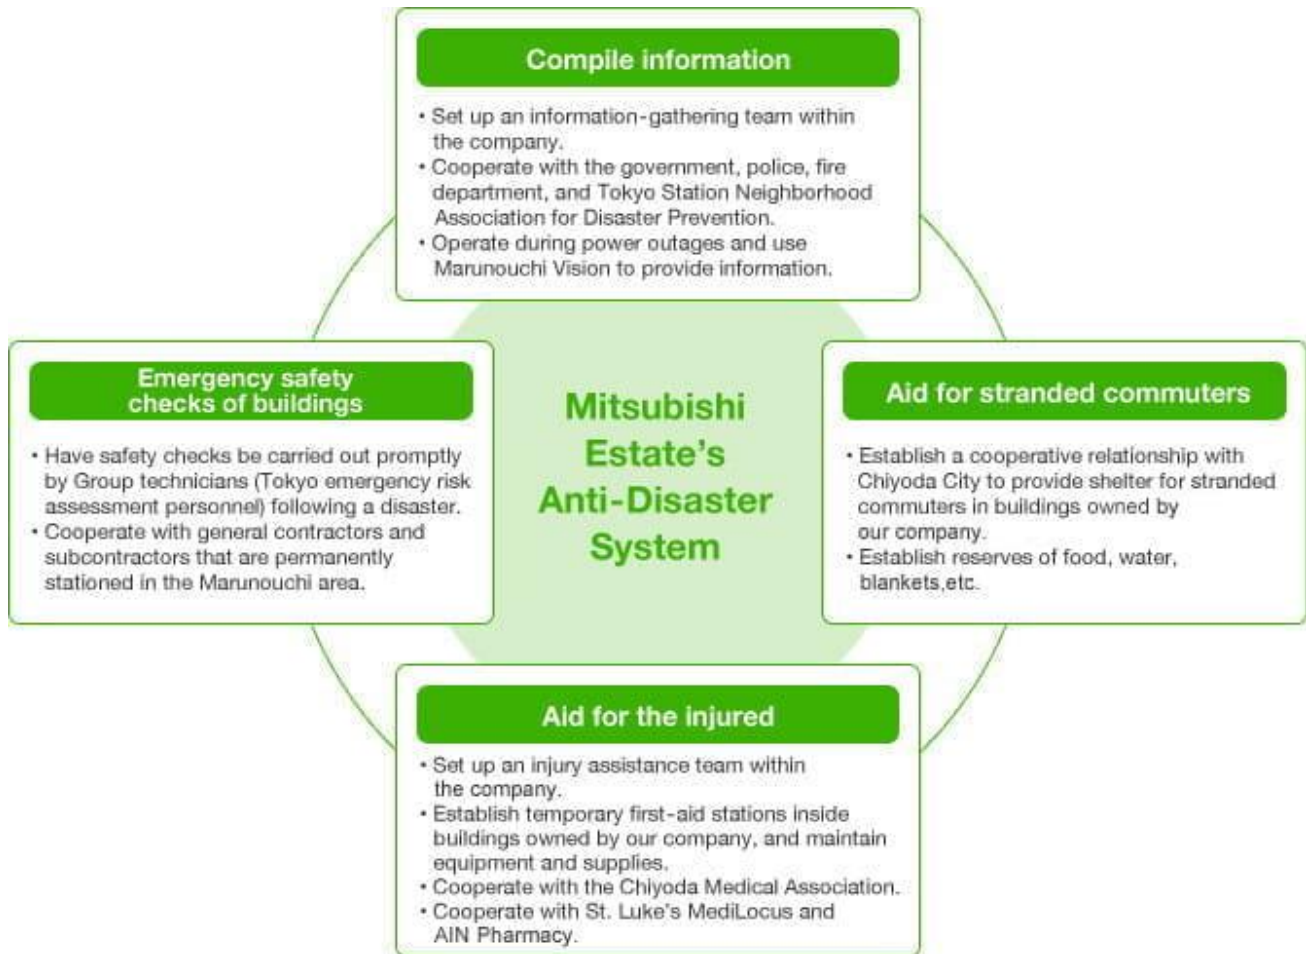 Compile information
• Set up an information-gathering team within
the company.
• Cooperate with the government, police, fire
department, and Tokyo Station Neighborhood
Association for Disaster Prevention.
• Operate during power outages and use
Marunouchi Vision to provide information.
Emergency safety
checks of buildings
• Have safety checks be carried out promptly
by Group technicians (Tokyo emergency risk
assessment personnel) following a disaster.
• Cooperate with general contractors and
subcontractors that are permanently
stationed in the Marunouchi area.
Mitsubishi
Estate's
Anti-Disaster
System
Aid for stranded commuters
• Establish a cooperative relationship with
Chiyoda City to provide shelter for stranded
commuters in buildings owned by
our company.
• Establish reserves of food, water,
blankets,etc.
Aid for the injured
• Set up an injury assistance team within
the company.
• Establish temporary first-aid stations inside
buildings owned by our company, and maintain
equipment and supplies.
• Cooperate with the Chiyoda Medical Association.
• Cooperate with St. Luke's MediLocus and
AIN Pharmacy.